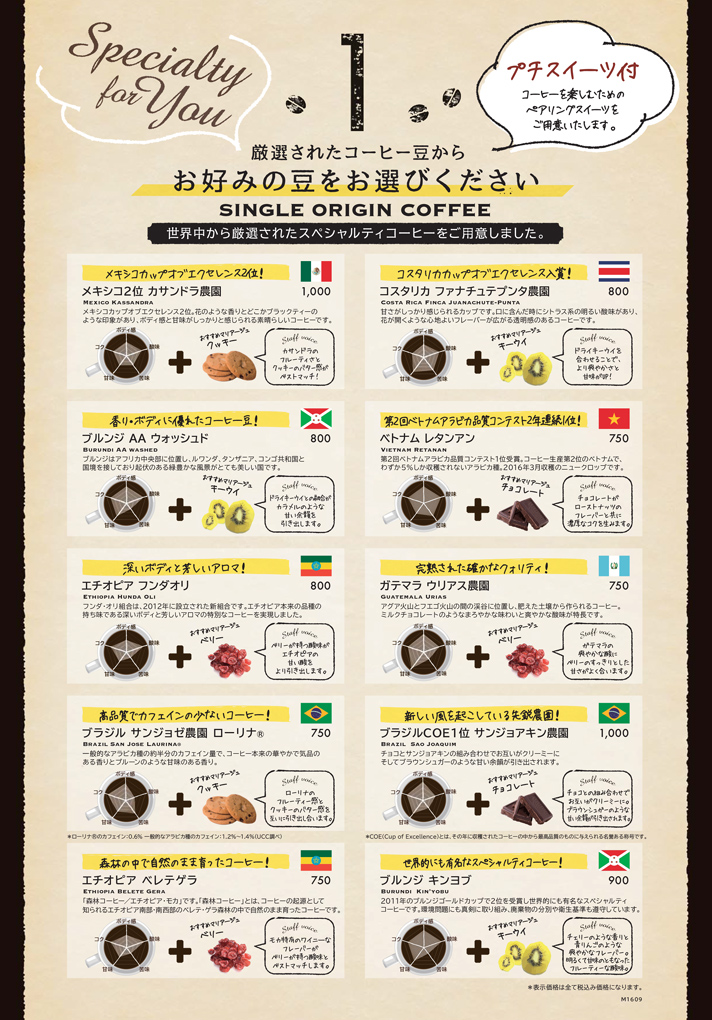 Specialty
for You
1
プチスイーツ付
コーヒーを楽しむための
ペアリングスイーツを
ご用意いたします。
厳選されたコーヒー豆から
お好みの豆をお選びください
SINGLE ORIGIN COFFEE
世界中から厳選されたスペシャルティコーヒーをご用意しました。
メキシコカップオブエクセレンス2位!
メキシコ2位 カサンドラ農園 1,000
MEXICO KASSANDRA
メキシコカップオブエクセレンス2位。花のような香りとどこかブラックティーの
ような印象があり、ボディ感と甘味がしっかりと感じられる素晴らしいコーヒーです。
ボディ感
コク 酸味
甘味 苦味
おすすめマリアージュ
クッキー
Staff voice
カサンドラの
フルーティさと
クッキーのバター感が
ベストマッチ!
コスタリカカップオブエクセレンス入賞!
コスタリカ ファナチュテプンタ農園 800
COSTA RICA FINCA JUANACHUTE-PUNTA
甘さがしっかり感じられるカップです。口に含んだ時にシトラス系の明るい酸味があり、
花が開くような心地よいフレーバーが広がる透明感のあるコーヒーです。
ボディ感
コク 酸味
甘味 苦味
おすすめマリアージュ
キーウイ
Staff voice
ドライキーウイを
合わせることで、
より爽やかさと
甘味がUP!
香り・ボディに優れたコーヒー豆!
ブルンジ AA ウォッシュド 800
BURUNDI AA WASHED
ブルンジはアフリカ中央部に位置し、ルワンダ、タンザニア、コンゴ共和国と
国境を接しており起伏のある緑豊かな風景がとても美しい国です。
ボディ感
コク 酸味
甘味 苦味
おすすめマリアージュ
キーウイ
Staff voice
ドライキーウイとの融合が
カラメルのような
甘い余韻を
引き出します。
第2回ベトナムアラビカ品質コンテスト2年連続1位!
ベトナム レタンアン 750
VIETNAM RETANAN
第2回ベトナムアラビカ品質コンテスト1位受賞。コーヒー生産第2位のベトナムで、
わずか5%しか収穫されないアラビカ種。2016年3月収穫のニュークロップです。
ボディ感
コク 酸味
甘味 苦味
おすすめマリアージュ
チョコレート
Staff voice
チョコレートが
ローストナッツの
フレーバーと共に
濃厚なコクを生みます。
深いボディと芳しいアロマ!
エチオピア フンダオリ 800
ETHIOPIA HUNDA OLI
フンダ・オリ組合は、2012年に設立された新組合です。エチオピア本来の品種の
持ち味である深いボディと芳しいアロマの特別なコーヒーを実現しました。
ボディ感
コク 酸味
甘味 苦味
おすすめマリアージュ
ベリー
Staff voice
ベリーが持つ酸味が
エチオピアの
甘い酸を
より引き出します。
完熟された確かなクォリティ!
ガテマラ ウリアス農園 750
GUATEMALA URIAS
アグア火山とフエゴ火山の間の渓谷に位置し、肥えた土壌から作られるコーヒー。
ミルクチョコレートのようなまろやかな味わいと爽やかな酸味が特長です。
ボディ感
コク 酸味
甘味 苦味
おすすめマリアージュ
ベリー
Staff voice
ガテマラの
爽やかな酸に
ベリーのすっきりとした
甘さがよく合います。
高品質でカフェインの少ないコーヒー!
ブラジル サンジョゼ農園 ローリナ® 750
BRAZIL SAN JOSE LAURINA®
一般的なアラビカ種の約半分のカフェイン量で、コーヒー本来の華やかで気品の
ある香りとプルーンのような甘味のある香り。
ボディ感
コク 酸味
甘味 苦味
おすすめマリアージュ
クッキー
Staff voice
ローリナの
フルーティー感と
クッキーのバター感を
互いに引き出し合います。
*ローリナ®のカフェイン:0.6% 一般的なアラビカ種のカフェイン:1.2%~1.4%(UCC調べ)
新しい風を起こしている先鋭農園!
ブラジルCOE1位 サンジョアキン農園 1,000
BRAZIL SAO JOAQUIM
チョコとサンジョアキンの組み合わせでお互いがクリーミーに
そしてブラウンシュガーのような甘い余韻が引き出されます。
ボディ感
コク 酸味
甘味 苦味
おすすめマリアージュ
チョコレート
Staff voice
チョコとの組み合わせで
お互いがクリーミーに。
ブラウンシュガーのような
甘い余韻が引き出されます。
*COE(Cup of Excellence)とは、その年に収穫されたコーヒーの中から最高品質のものに与えられる名誉ある称号です。
森林の中で自然のまま育ったコーヒー!
エチオピア ベレテゲラ 750
ETHIOPIA BELETE GERA
「森林コーヒー/エチオピア・モカ」です。「森林コーヒー」とは、コーヒーの起源として
知られるエチオピア南部・南西部のベレテ・ゲラ森林の中で自然のまま育ったコーヒーです。
ボディ感
コク 酸味
甘味 苦味
おすすめマリアージュ
ベリー
Staff voice
モカ特有のワイニーな
フレーバーが
ベリーが持つ酸味と
ベストマッチします。
世界的にも有名なスペシャルティコーヒー!
ブルンジ キンヨブ 900
BURUNDI KIN'YOBU
2011年のブルンジゴールドカップで2位を受賞し世界的にも有名なスペシャルティ
コーヒーです。環境問題にも真剣に取り組み、廃棄物の分別や衛生基準も遵守しています。
ボディ感
コク 酸味
甘味 苦味
おすすめマリアージュ
キーウイ
Staff voice
チェリーのような香りと
青りんごのような
爽やかなフレーバー。
明るくて甘味のともなった
フルーティーな酸味。
*表示価格は全て税込み価格になります。
M1609